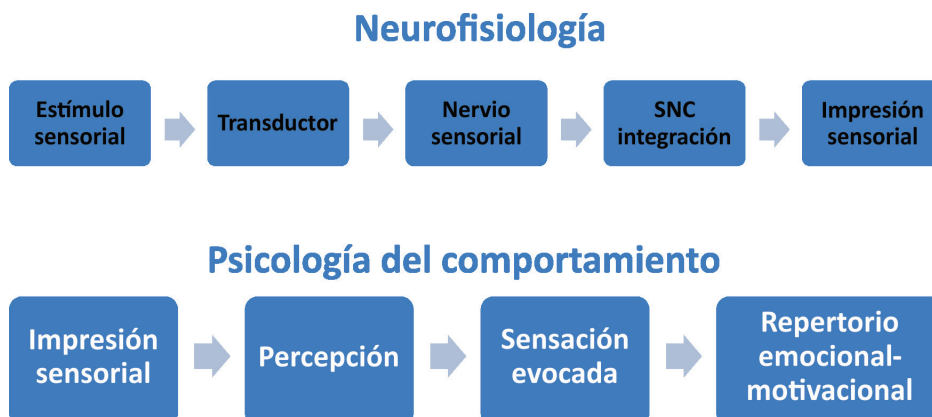 Neurofisiología
Estímulo
sensorial
Transductor
Nervio
sensorial
SNC
integración
Impresión
sensorial
Psicología del comportamiento
Impresión
sensorial
Percepción
Sensación
evocada
Repertorio
emocional-
motivacional